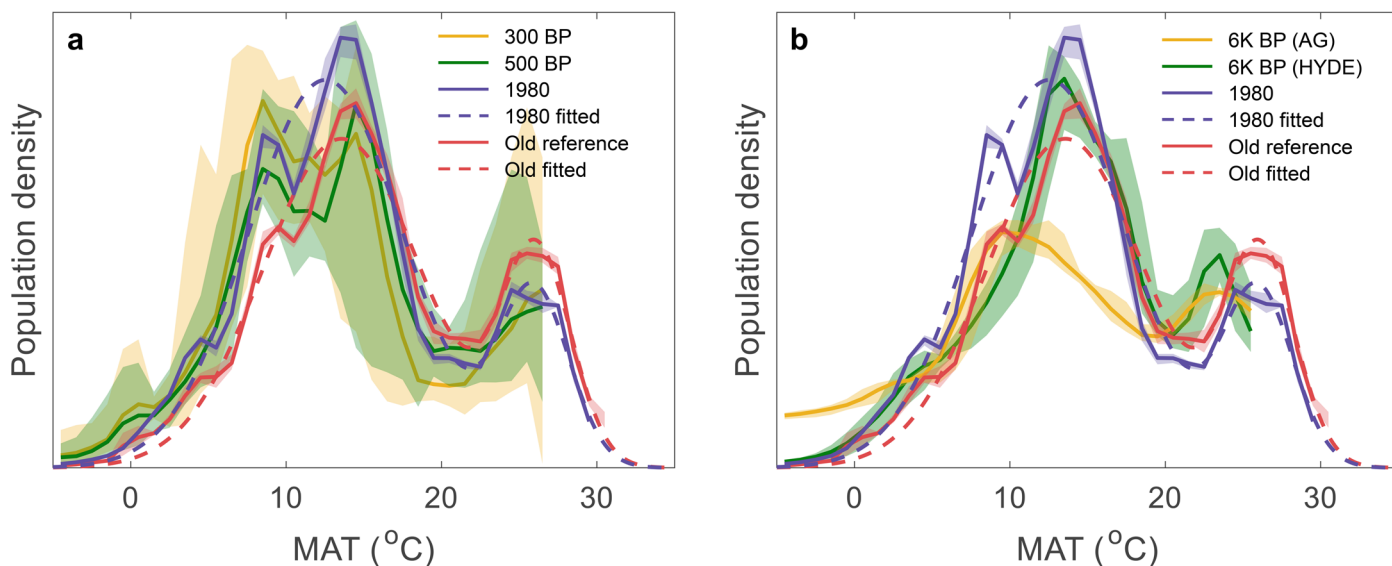 a
300 BP
500 BP
1980
1980 fitted
Old reference
Old fitted
Population density
0 10 20 30
MAT (°C)
b
6K BP (AG)
6K BP (HYDE)
1980
1980 fitted
Old reference
Old fitted
Population density
0 10 20 30
MAT (°C)